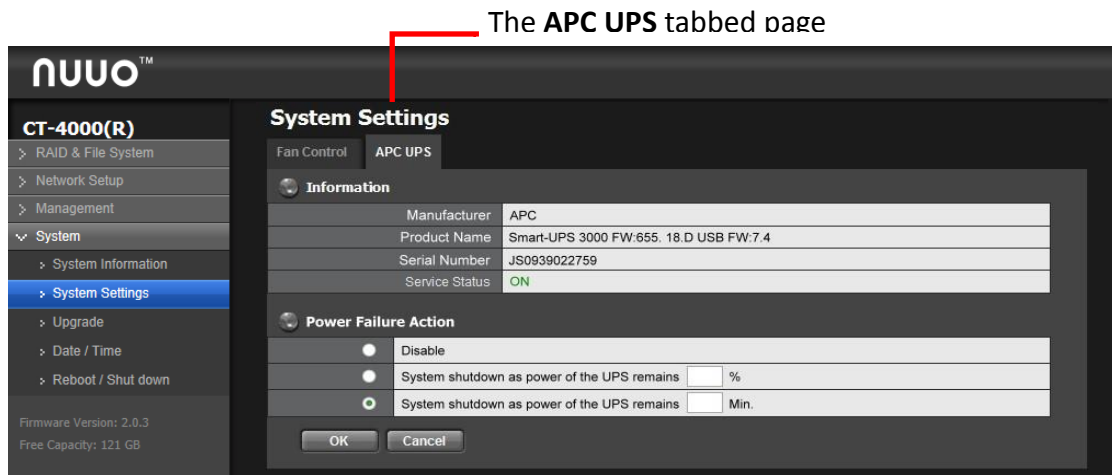 The APC UPS tabbed page
nuuo™
CT-4000(R)
RAID & File System
Network Setup
Management
System
System Information
System Settings
Upgrade
Date / Time
Reboot / Shut down
Firmware Version: 2.0.3
Free Capacity: 121 GB
System Settings
Fan Control APC UPS
Information
Manufacturer APC
Product Name Smart-UPS 3000 FW:655. 18.D USB FW:7.4
Serial Number JS0939022759
Service Status ON
Power Failure Action
Disable
System shutdown as power of the UPS remains %
System shutdown as power of the UPS remains Min.
OK Cancel